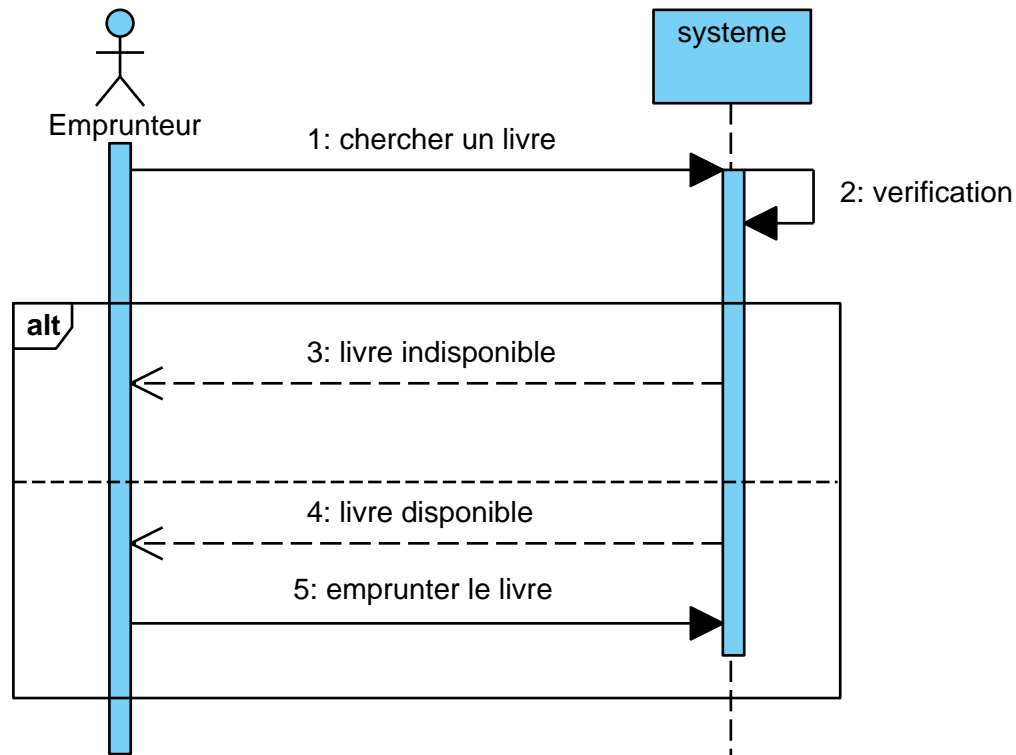 systeme
Emprunteur
1: chercher un livre
2: verification
alt
3: livre indisponible
4: livre disponible
5: emprunter le livre